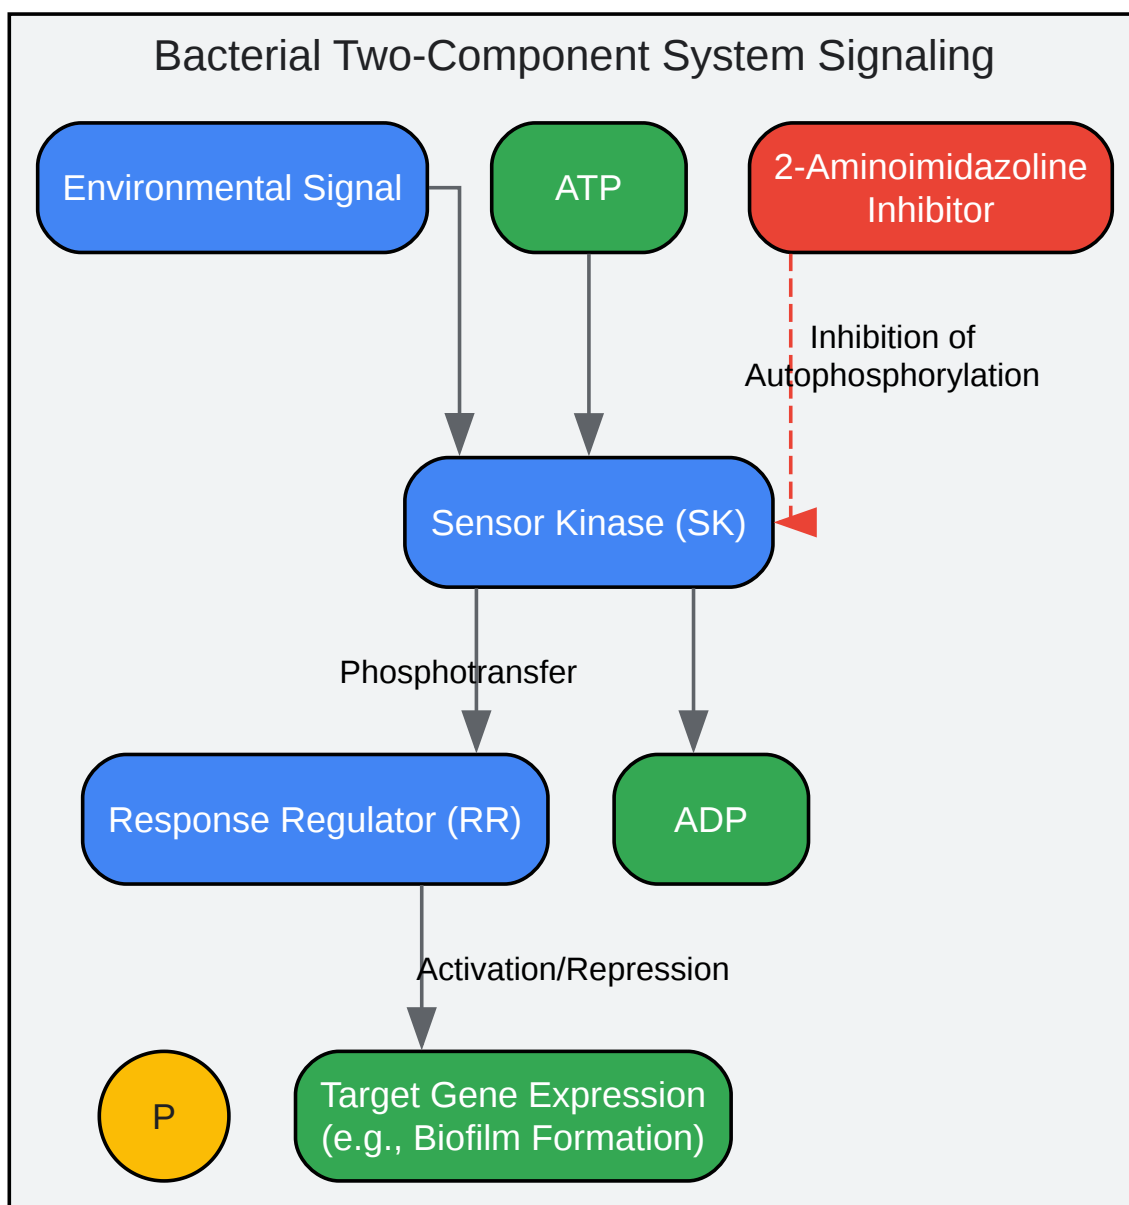 Bacterial Two-Component System Signaling
Environmental Signal
ATP
2-Aminoimidazoline
Inhibitor
Inhibition of
Autophosphorylation
Sensor Kinase (SK)
Phosphotransfer
Response Regulator (RR)
ADP
Activation/Repression
P
Target Gene Expression
(e.g., Biofilm Formation)